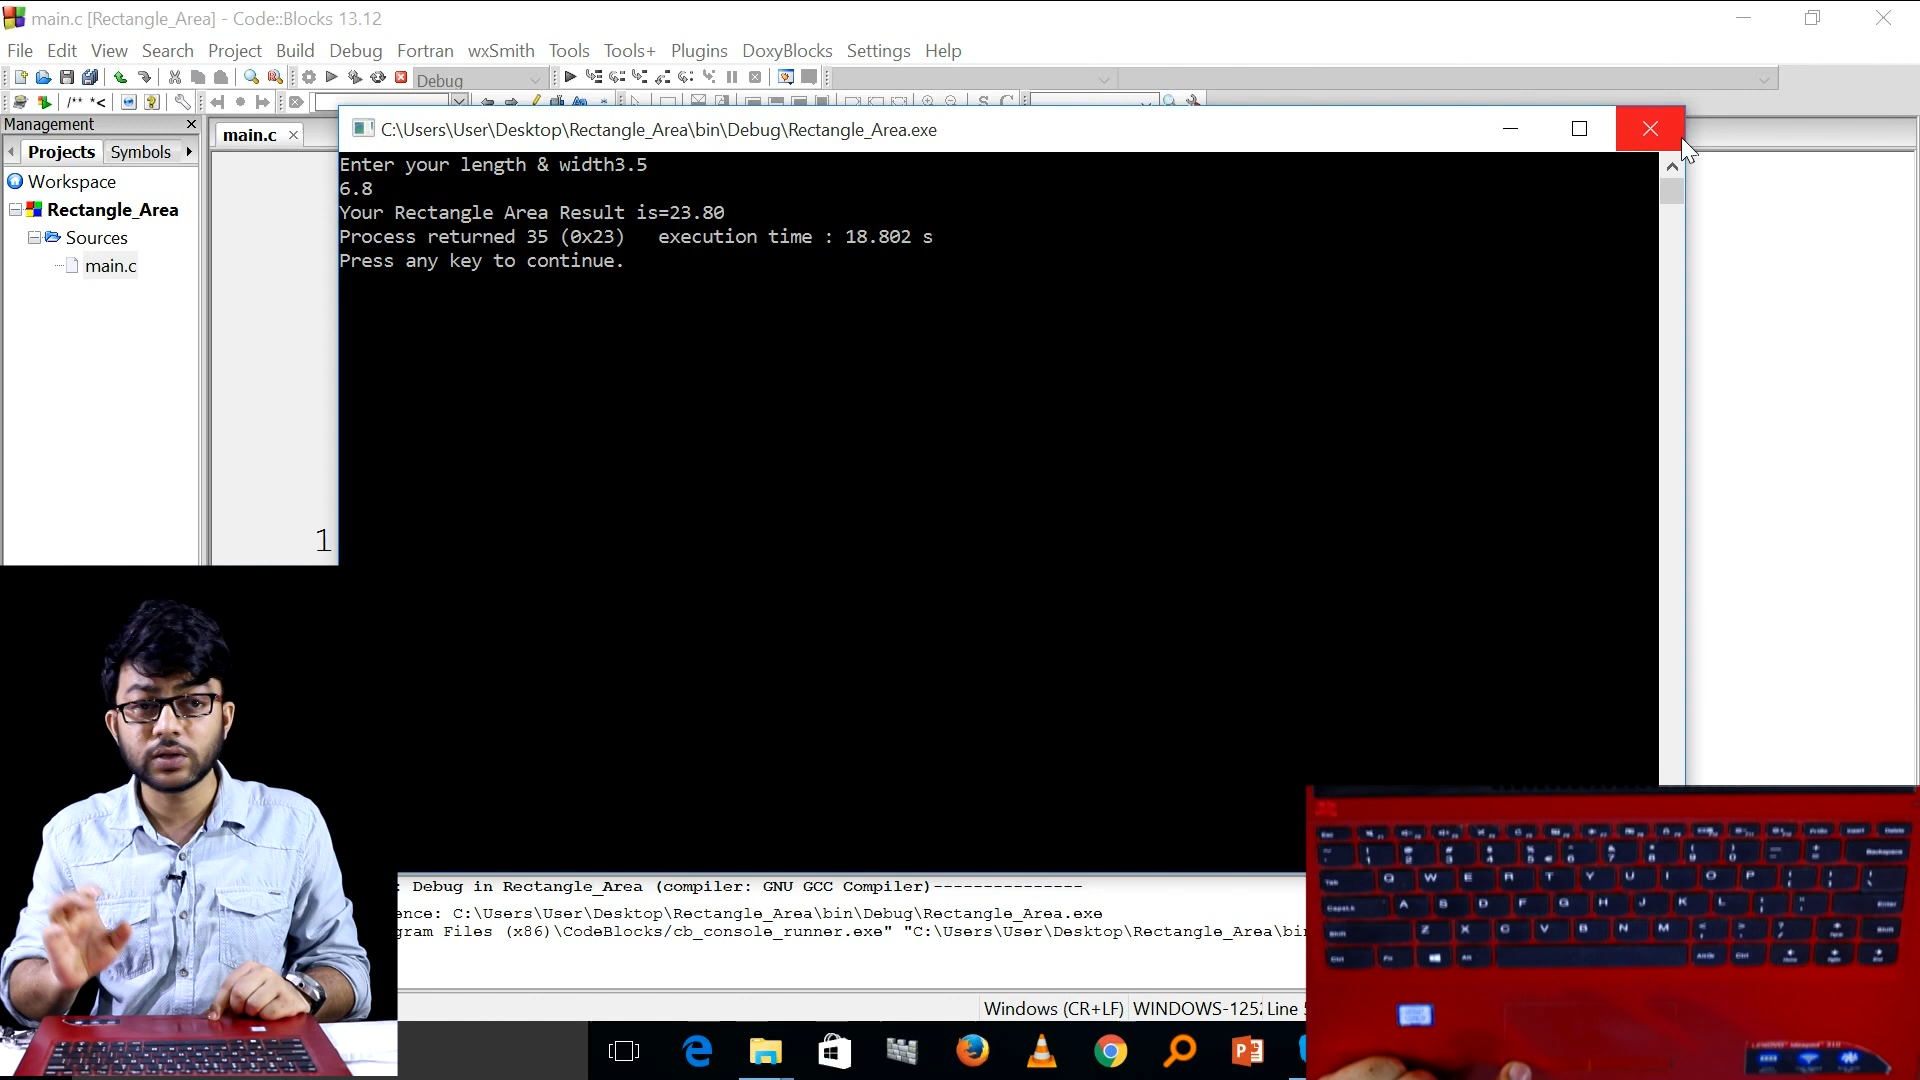 main.c [Rectangle_Area] - Code::Blocks 13.12
File Edit View Search Project Build Debug Fortran wxSmith Tools Tools+ Plugins DoxyBlocks Settings Help
Debug
/** *<
Management
main.c
C:\Users\User\Desktop\Rectangle_Area\bin\Debug\Rectangle_Area.exe
Projects Symbols
Enter your length & width3.5
Workspace
6.8
Rectangle_Area
Your Rectangle Area Result is=23.80
Sources
Process returned 35 (0x23)   execution time : 18.802 s
main.c
Press any key to continue.
1
: Debug in Rectangle_Area (compiler: GNU GCC Compiler)---------------
ence: C:\Users\User\Desktop\Rectangle_Area\bin\Debug\Rectangle_Area.exe
gram Files (x86)\CodeBlocks/cb_console_runner.exe" "C:\Users\User\Desktop\Rectangle_Area\bin
Windows (CR+LF) WINDOWS-125 Line